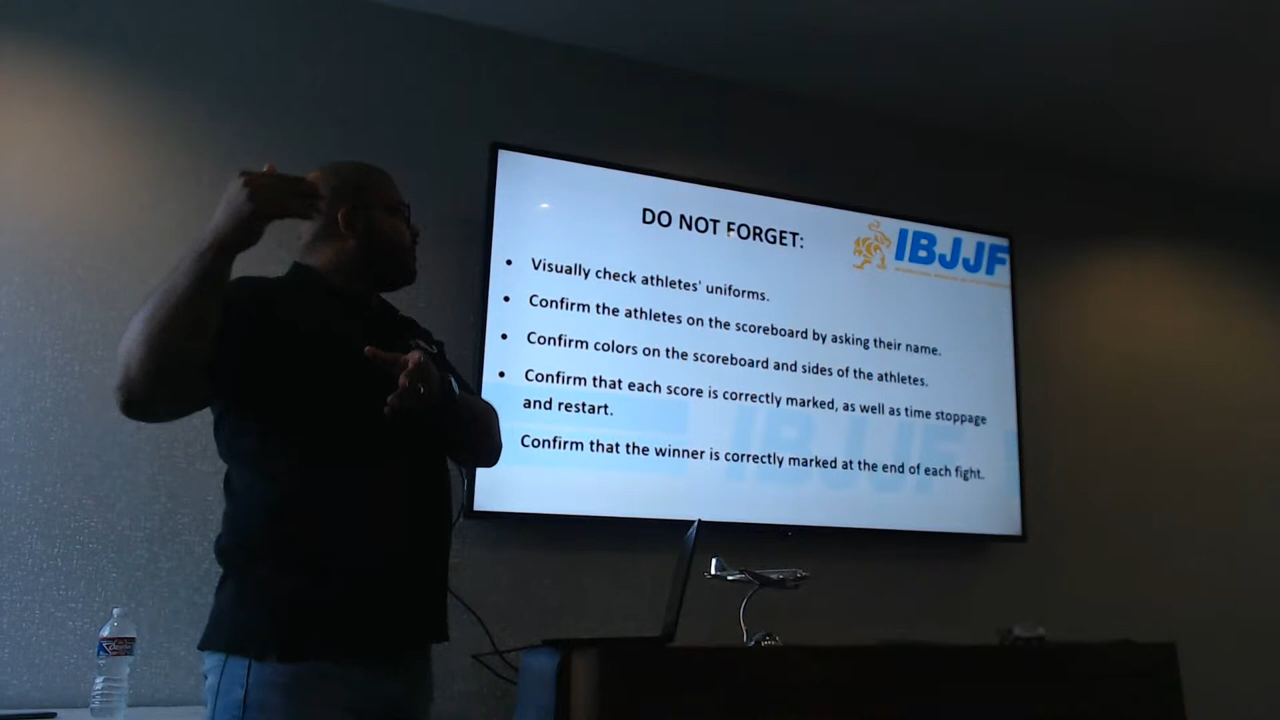 DO NOT FORGET:
IBJJF
• Visually check athletes' uniforms.
• Confirm the athletes on the scoreboard by asking their name.
• Confirm colors on the scoreboard and sides of the athletes.
• Confirm that each score is correctly marked, as well as time stoppage
and restart.
Confirm that the winner is correctly marked at the end of each fight.
IBJJF